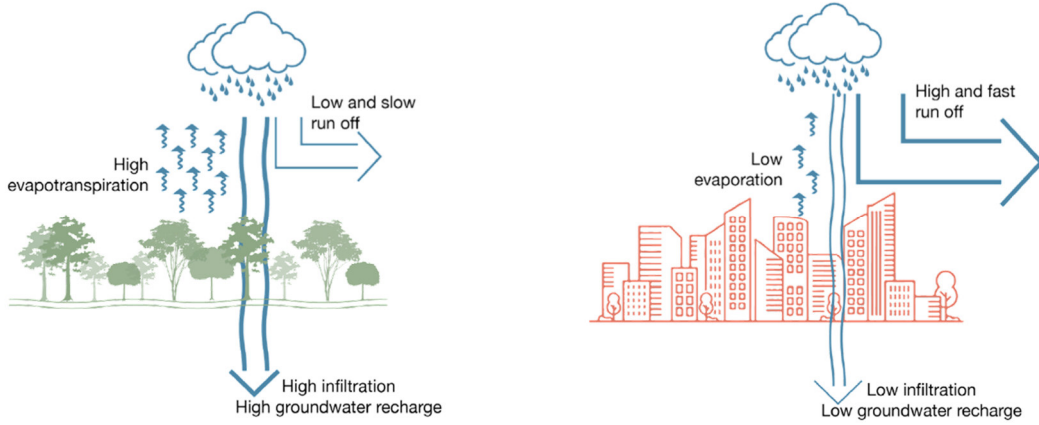 Low and slow
run off
High
evapotranspiration
High infiltration
High groundwater recharge
High and fast
run off
Low
evaporation
Low infiltration
Low groundwater recharge